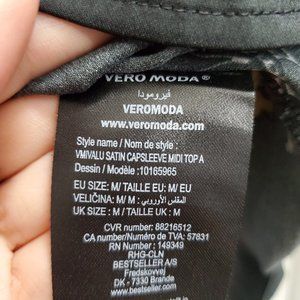 VERO MODA®
فيرومودا
VEROMODA
www.veromoda.com
Style name / Nom de style :
VMIVALU SATIN CAPSLEEVE MIDI TOP A
Dessin / Modèle :10165965
EU SIZE: M/ TAILLE EU: M/ EU
VELIČINA: M/ M :المقاس الأوروبي
UK SIZE : M / TAILLE UK : M
CVR number: 88216512
CA number/Numéro de TVA: 57831
RN Number : 149349
RHG-CLN
BESTSELLER A/S
Fredskovvej
DK - 7330 Brande
www.bestseller.com